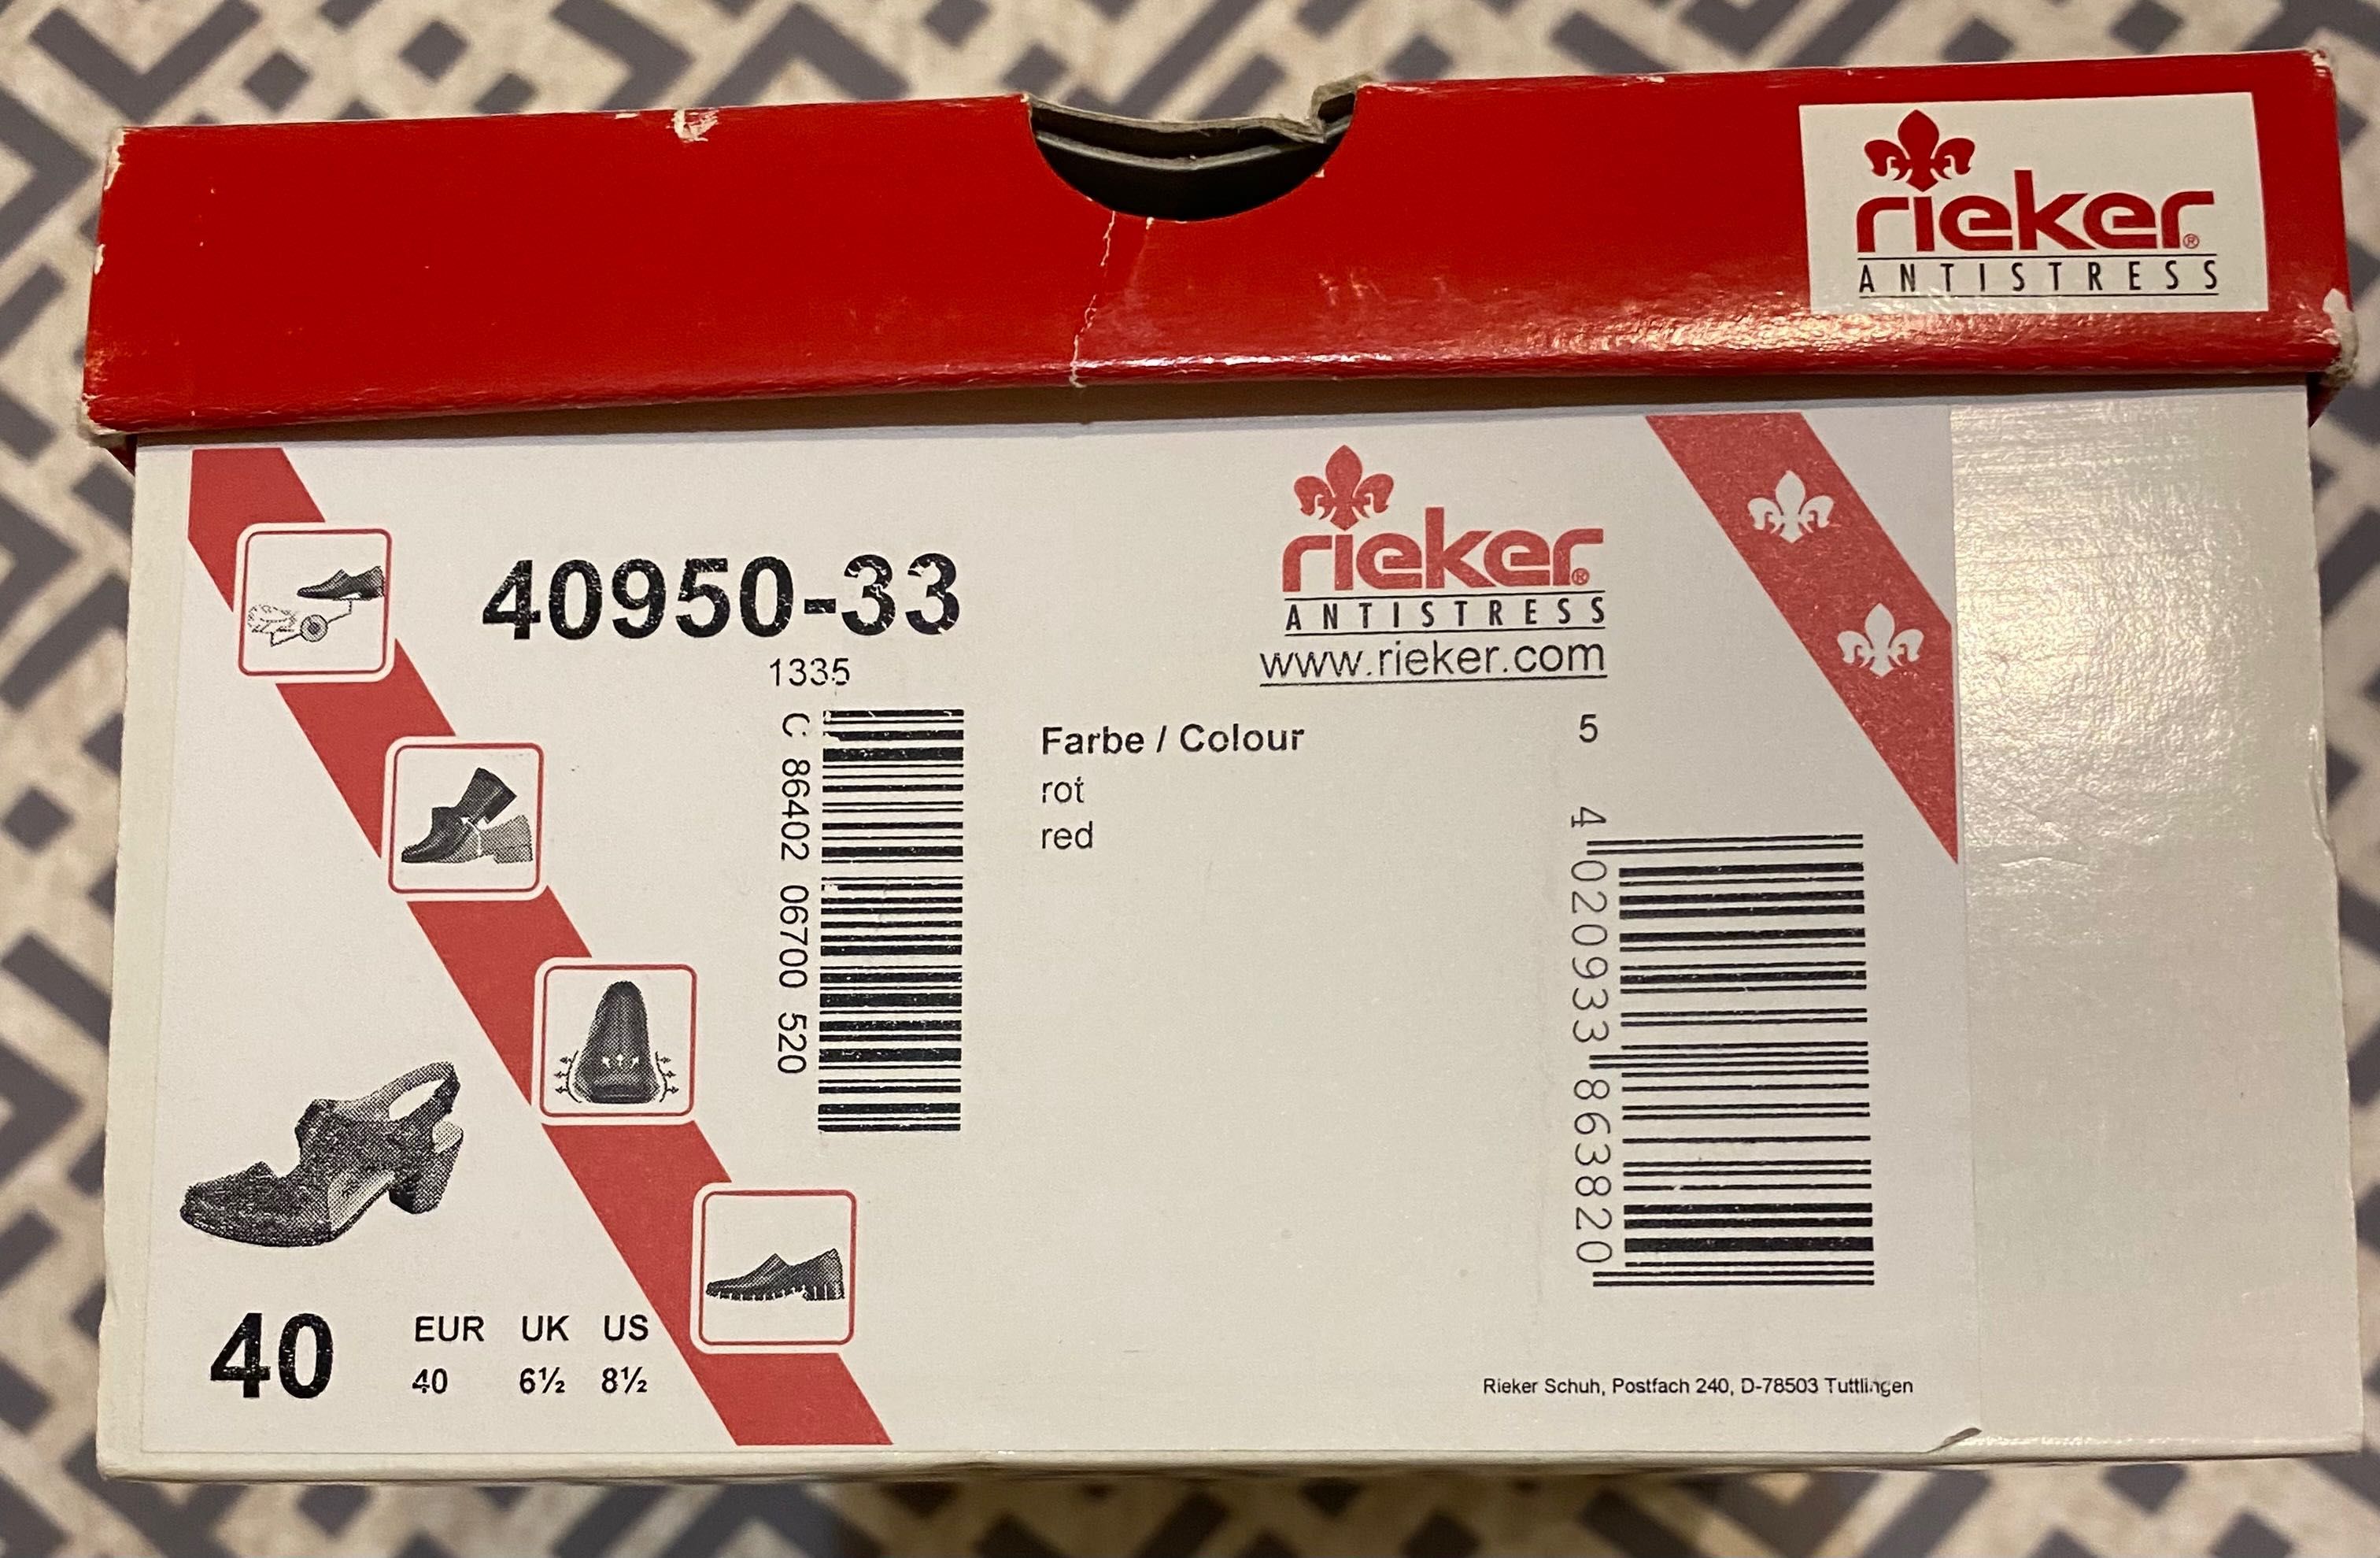 rieker®
ANTISTRESS
rieker®
ANTISTRESS
www.rieker.com
40950-33
1335
C 86402 06700 520
Farbe / Colour
rot
red
5
4 020933 863820
40
EUR UK US
40 6½ 8½
Rieker Schuh, Postfach 240, D-78503 Tuttlingen